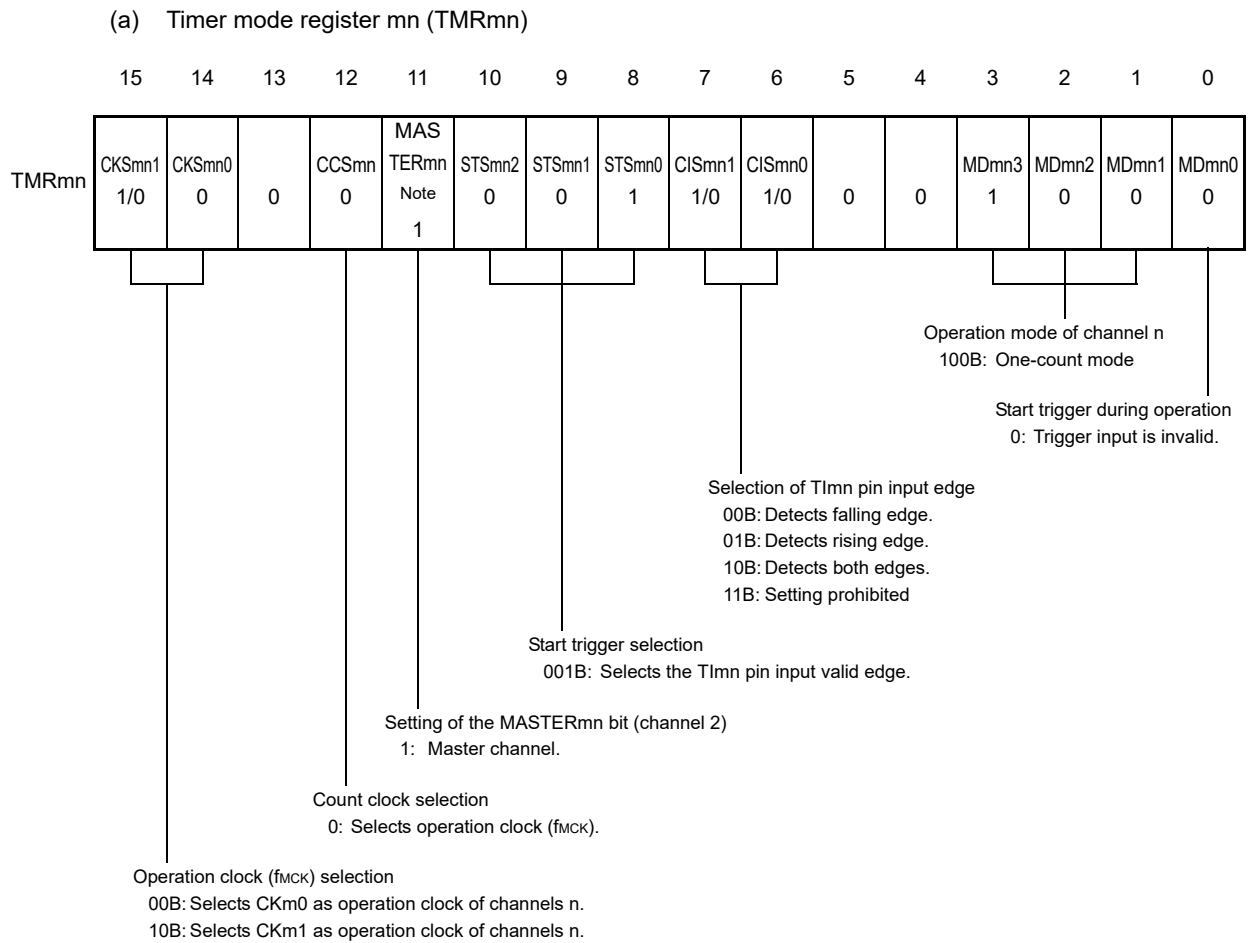 (a) Timer mode register mn (TMRmn)
15 14 13 12 11 10 9 8 7 6 5 4 3 2 1 0
TMRmn
CKSmn1 CKSmn0 CCSmn MAS TERmn Note STSmn2 STSmn1 STSmn0 CISmn1 CISmn0 MDmn3 MDmn2 MDmn1 MDmn0
1/0 0 0 0 1 0 0 1 1/0 1/0 0 0 1 0 0 0
Operation mode of channel n
100B: One-count mode
Start trigger during operation
0: Trigger input is invalid.
Selection of TImn pin input edge
00B: Detects falling edge.
01B: Detects rising edge.
10B: Detects both edges.
11B: Setting prohibited
Start trigger selection
001B: Selects the TImn pin input valid edge.
Setting of the MASTERmn bit (channel 2)
1: Master channel.
Count clock selection
0: Selects operation clock (fMCK).
Operation clock (fMCK) selection
00B: Selects CKm0 as operation clock of channels n.
10B: Selects CKm1 as operation clock of channels n.